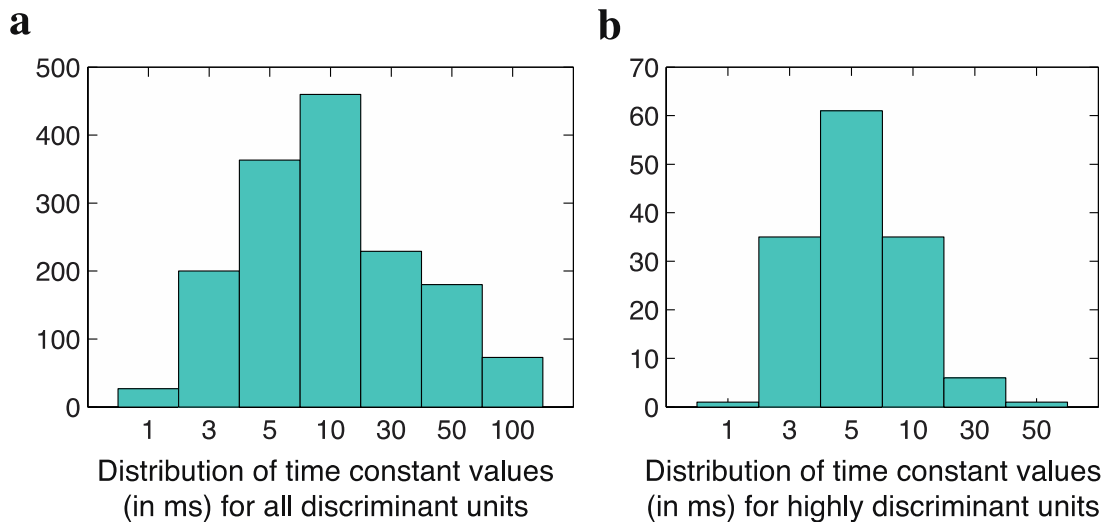 a
500
400
300
200
100
0
1 3 5 10 30 50 100
Distribution of time constant values
(in ms) for all discriminant units
b
70
60
50
40
30
20
10
0
1 3 5 10 30 50
Distribution of time constant values
(in ms) for highly discriminant units